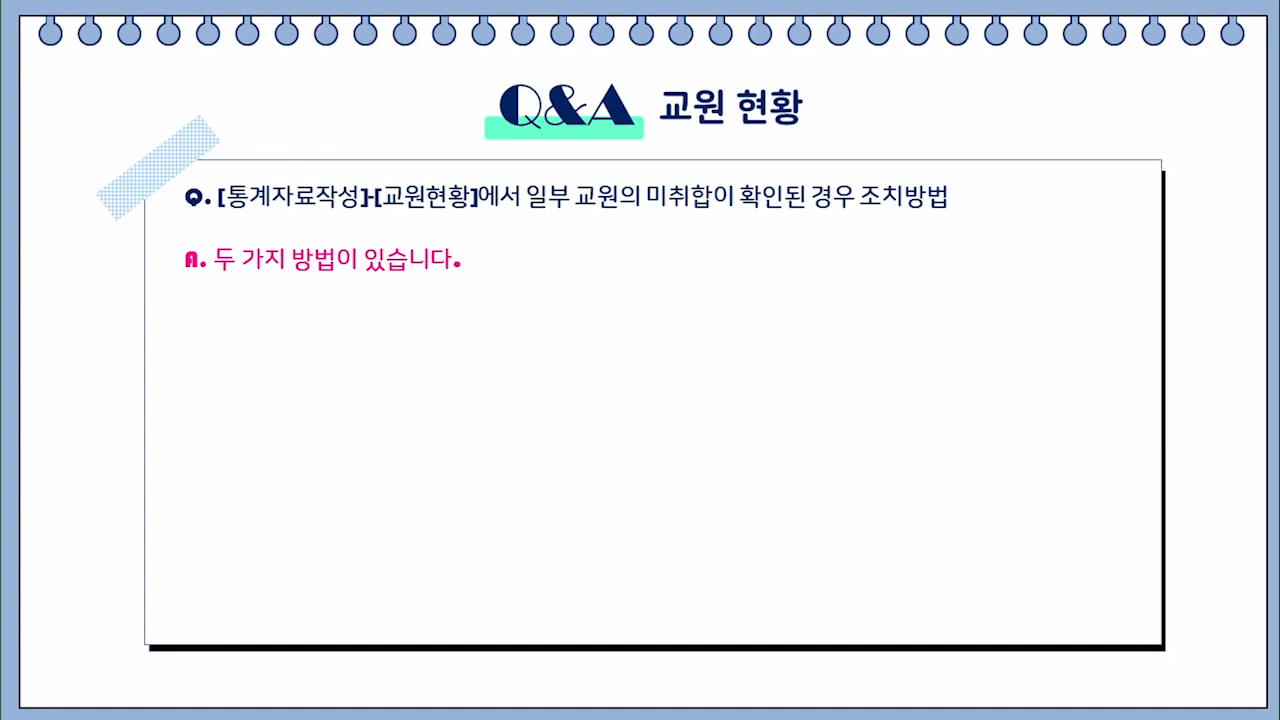 Q&A 교원 현황
Q. [통계자료작성]-[교원현황]에서 일부 교원의 미취합이 확인된 경우 조치방법
A. 두 가지 방법이 있습니다.